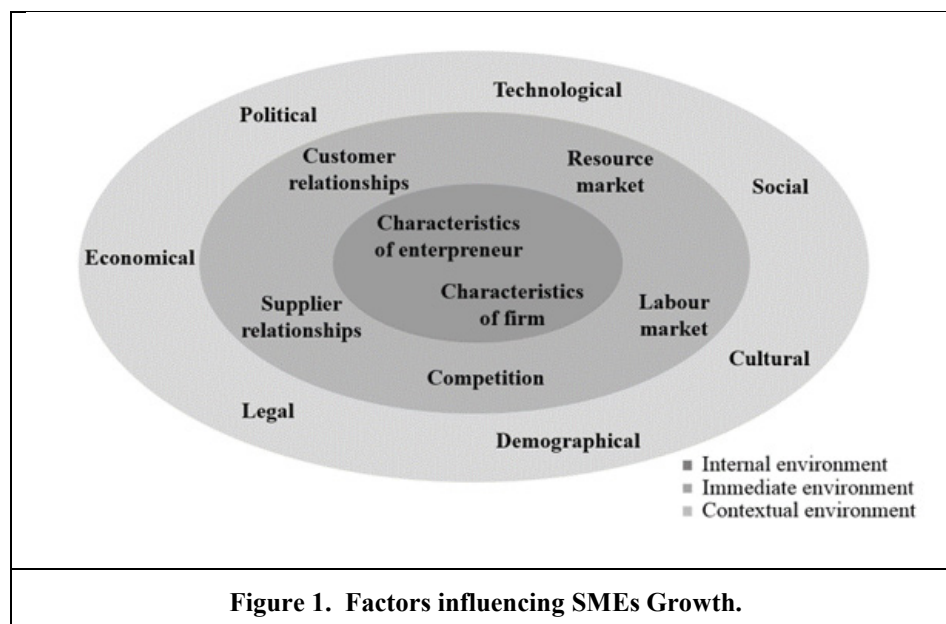 Technological
Political
Customer
relationships
Resource
market
Social
Characteristics
of enterpreneur
Economical
Characteristics
of firm
Supplier
relationships
Labour
market
Cultural
Competition
Legal
Demographical
Internal environment
Immediate environment
Contextual environment
Figure 1. Factors influencing SMEs Growth.